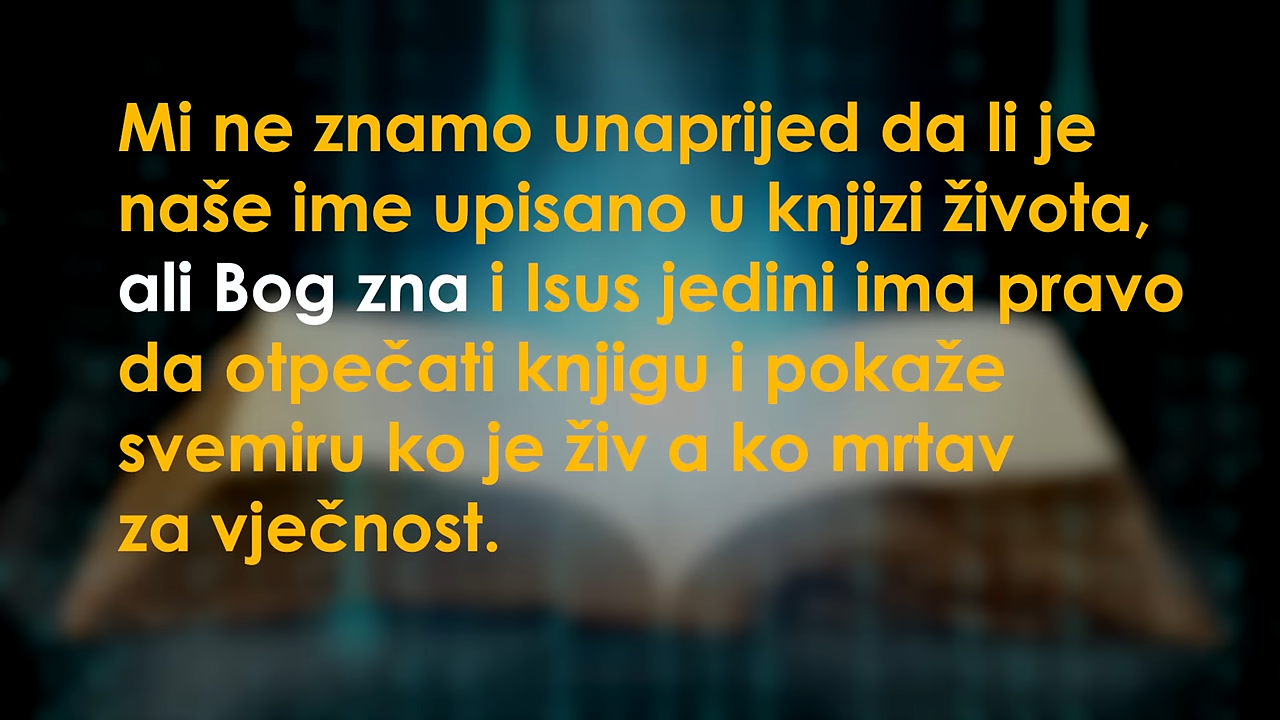 Mi ne znamo unaprijed da li je
naše ime upisano u knjizi života,
ali Bog zna i Isus jedini ima pravo
da otpečati knjigu i pokaže
svemiru ko je živ a ko mrtav
za vječnost.